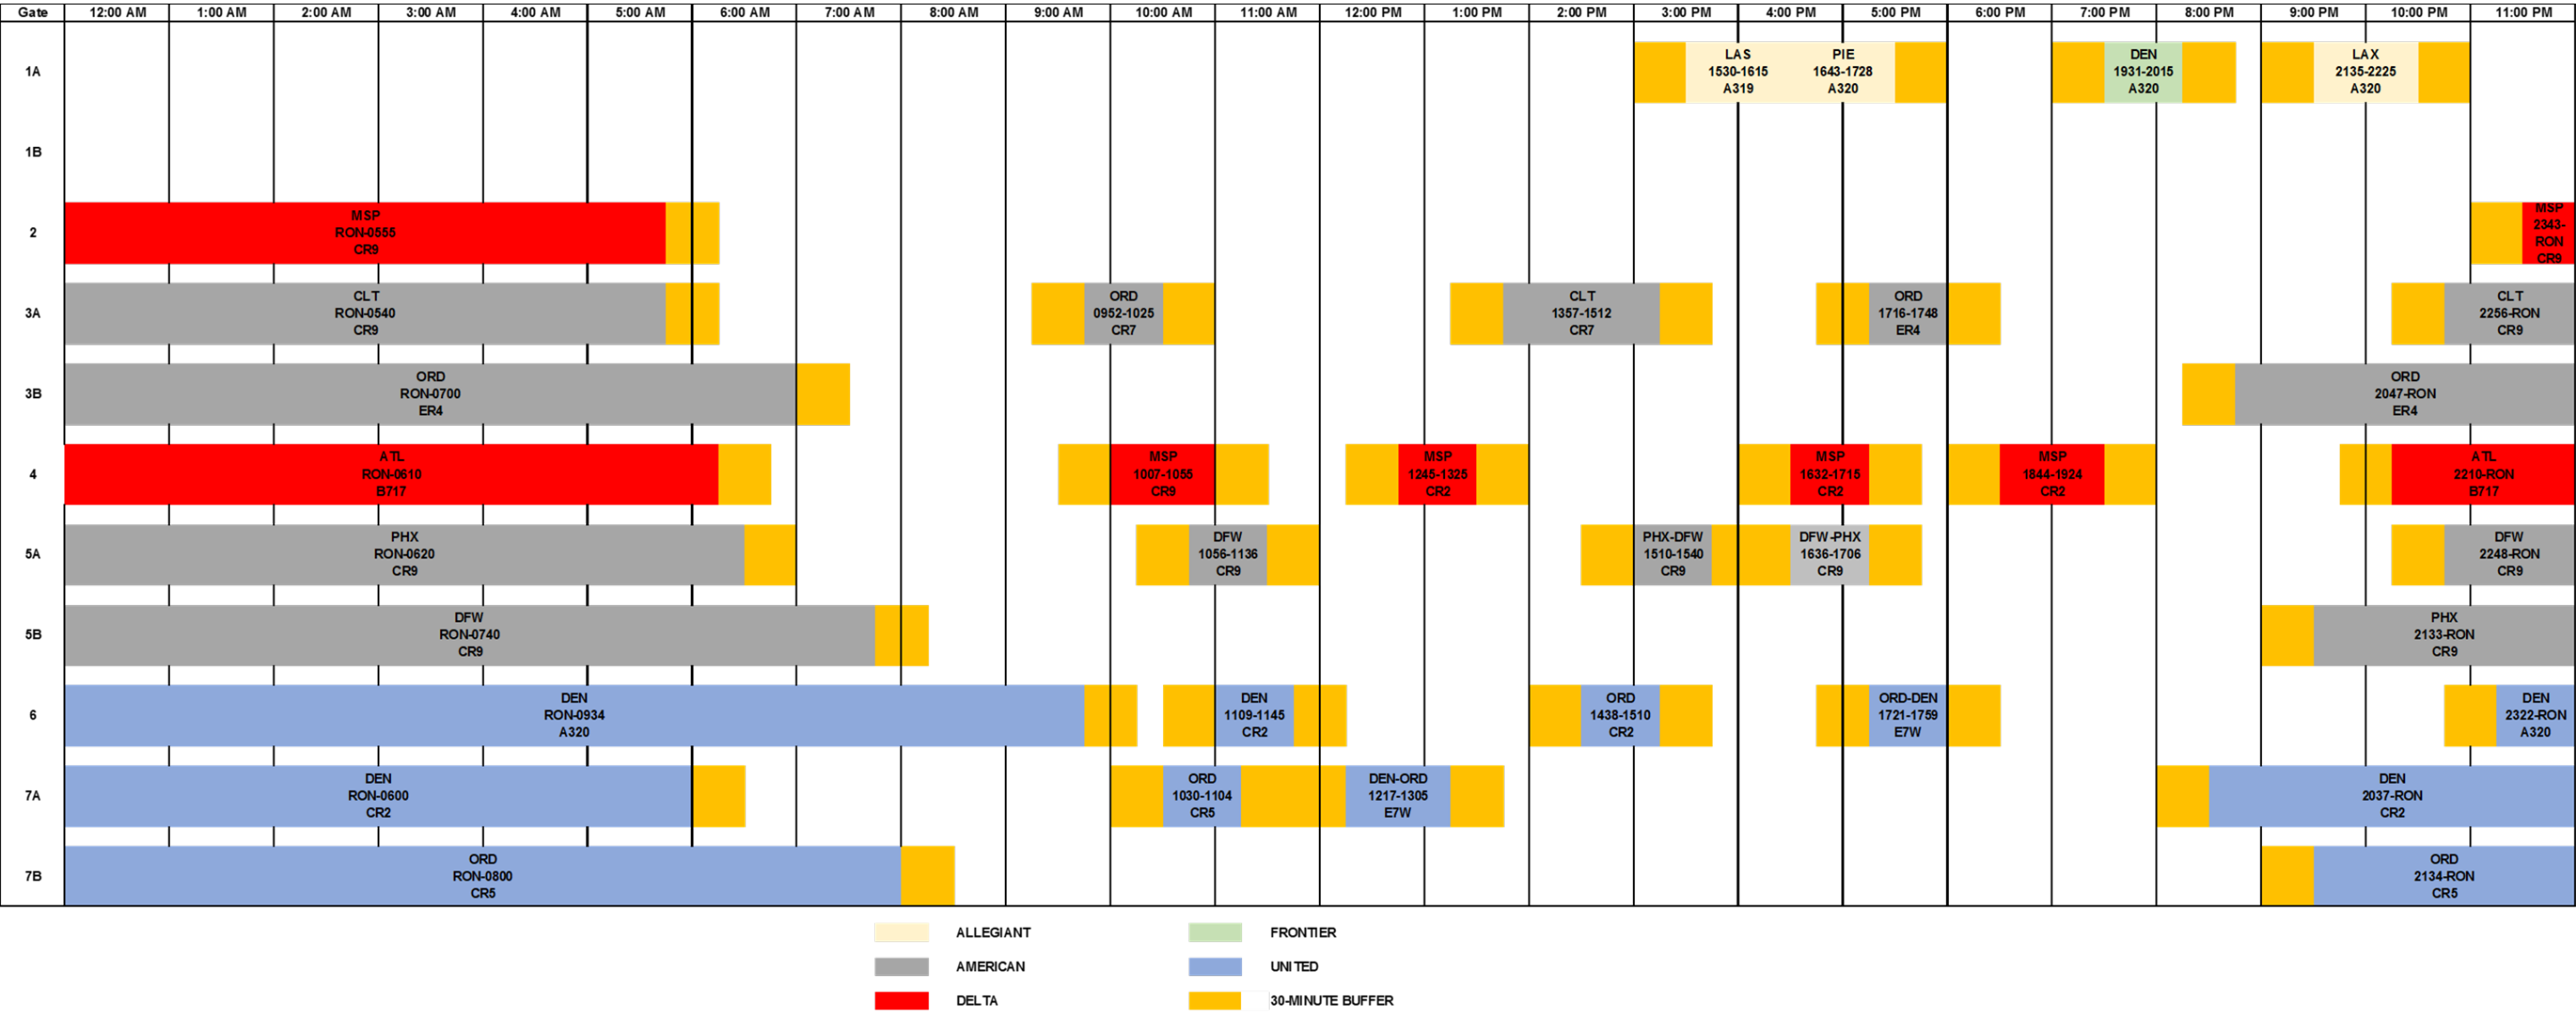 Gate 12:00 AM 1:00 AM 2:00 AM 3:00 AM 4:00 AM 5:00 AM 6:00 AM 7:00 AM 8:00 AM 9:00 AM 10:00 AM 11:00 AM 12:00 PM 1:00 PM 2:00 PM 3:00 PM 4:00 PM 5:00 PM 6:00 PM 7:00 PM 8:00 PM 9:00 PM 10:00 PM 11:00 PM
1A
LAS
1530-1615
A319
PIE
1643-1728
A320
DEN
1931-2015
A320
LAX
2135-2225
A320
1B
2
MSP
RON-0555
CR9
MSP
2343-
RON
CR9
3A
CLT
RON-0540
CR9
ORD
0952-1025
CR7
CLT
1357-1512
CR7
ORD
1716-1748
ER4
CLT
2256-RON
CR9
3B
ORD
RON-0700
ER4
ORD
2047-RON
ER4
4
ATL
RON-0610
B717
MSP
1007-1055
CR9
MSP
1245-1325
CR2
MSP
1632-1715
CR2
MSP
1844-1924
CR2
ATL
2210-RON
B717
5A
PHX
RON-0620
CR9
DFW
1056-1136
CR9
PHX-DFW
1510-1540
CR9
DFW-PHX
1636-1706
CR9
DFW
2248-RON
CR9
5B
DFW
RON-0740
CR9
PHX
2133-RON
CR9
6
DEN
RON-0934
A320
DEN
1109-1145
CR2
ORD
1438-1510
CR2
ORD-DEN
1721-1759
E7W
DEN
2322-RON
A320
7A
DEN
RON-0600
CR2
ORD
1030-1104
CR5
DEN-ORD
1217-1305
E7W
DEN
2037-RON
CR2
7B
ORD
RON-0800
CR5
ORD
2134-RON
CR5
ALLEGIANT
FRONTIER
AMERICAN
UNITED
DELTA
30-MINUTE BUFFER